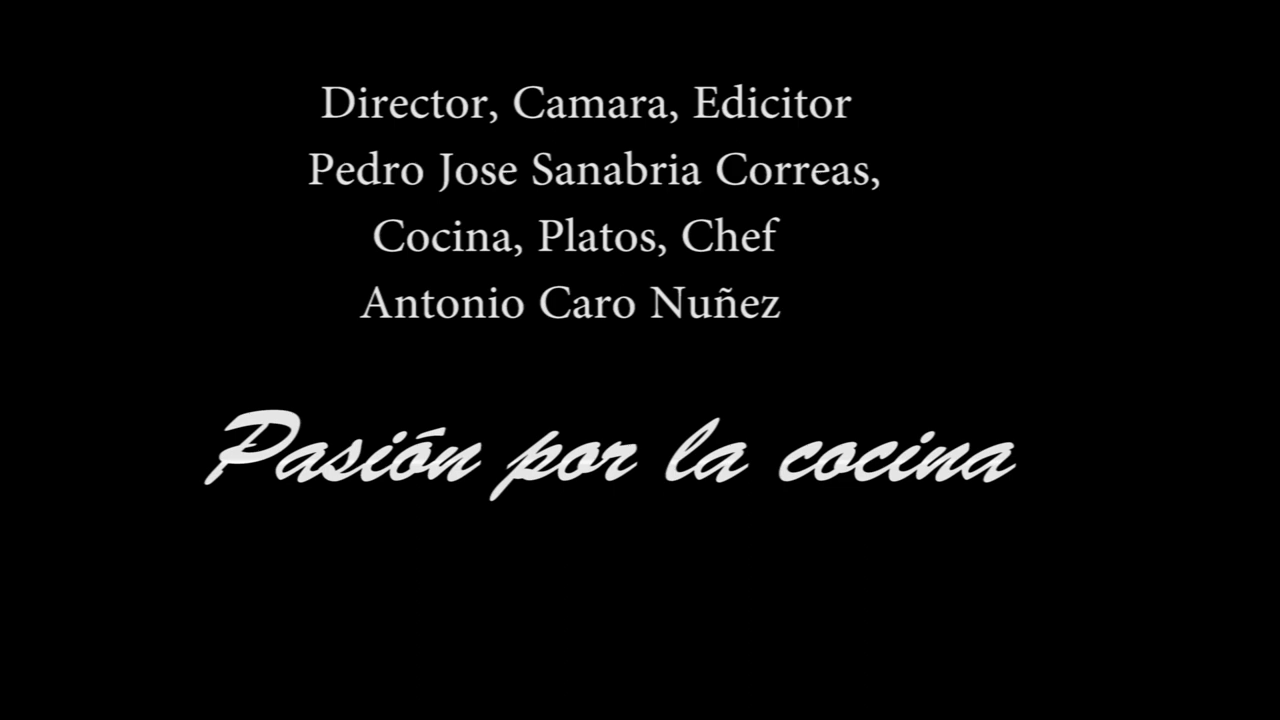 Director, Camara, Edicitor
Pedro Jose Sanabria Correas,
Cocina, Platos, Chef
Antonio Caro Nuñez
Pasión por la cocina